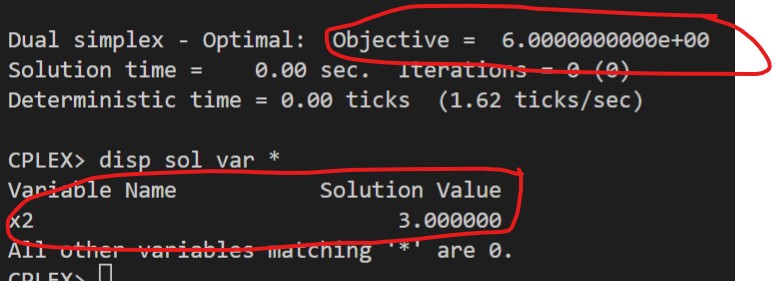 Dual simplex - Optimal:  Objective =  6.0000000000e+00
Solution time =    0.00 sec.  Iterations = 0 (0)
Deterministic time = 0.00 ticks  (1.62 ticks/sec)
CPLEX> disp sol var *
Variable Name           Solution Value
x2                            3.000000
All other variables matching '*' are 0.
CPLEX>